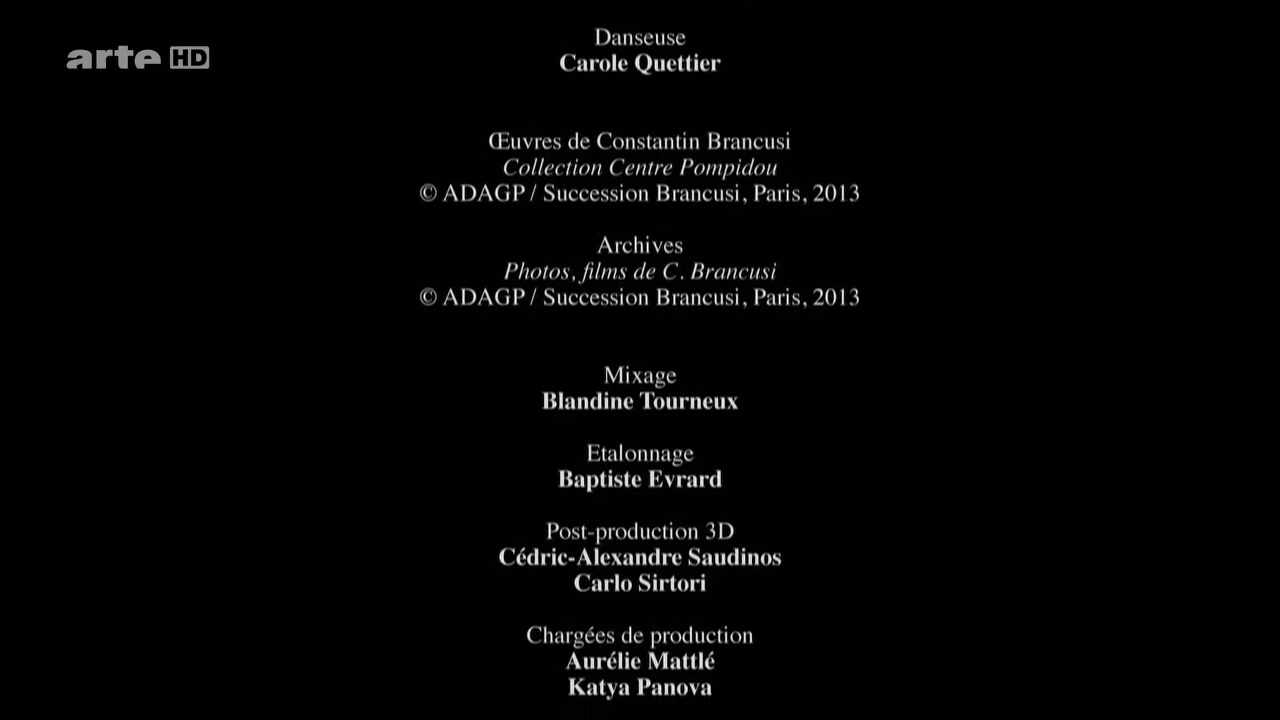 arte HD
Danseuse
Carole Quettier
Œuvres de Constantin Brancusi
Collection Centre Pompidou
© ADAGP / Succession Brancusi, Paris, 2013
Archives
Photos, films de C. Brancusi
© ADAGP / Succession Brancusi, Paris, 2013
Mixage
Blandine Tourneux
Etalonnage
Baptiste Evrard
Post-production 3D
Cédric-Alexandre Saudinos
Carlo Sirtori
Chargées de production
Aurélie Mattlé
Katya Panova